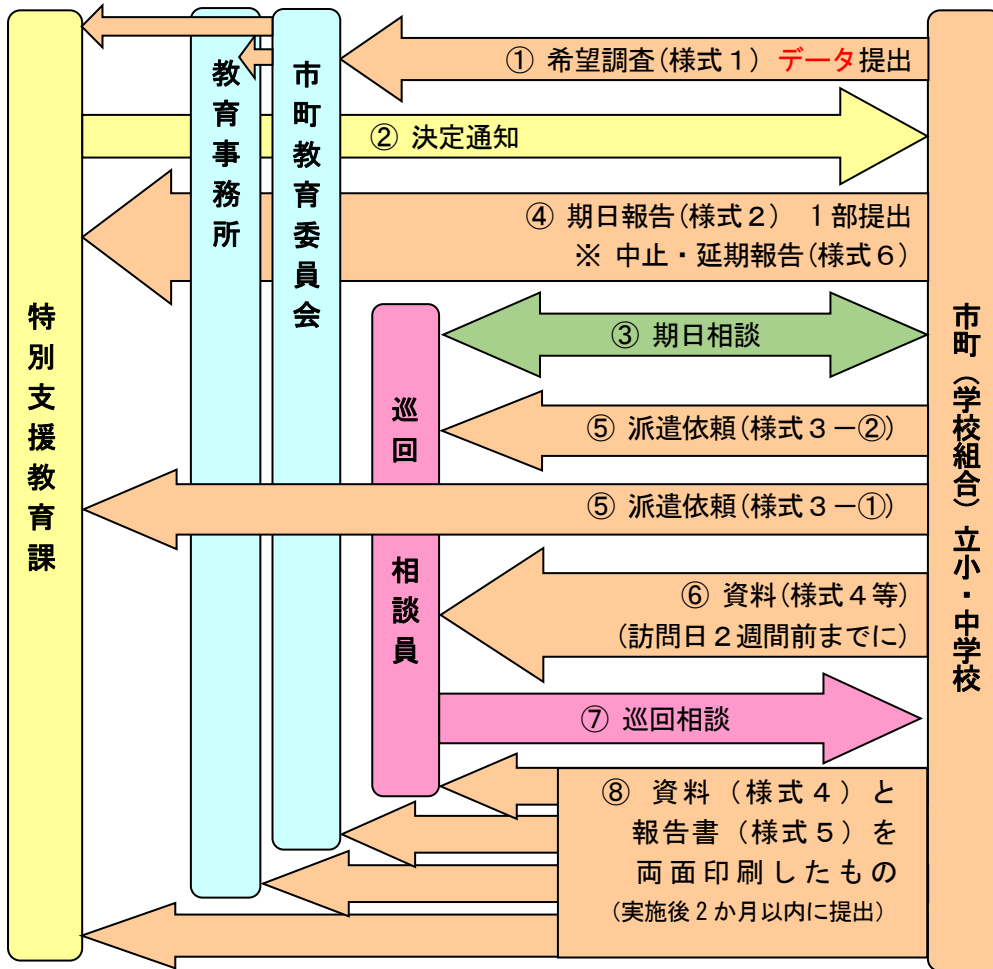 ① 希望調査(様式１) データ提出
教育事務所
市町教育委員会
② 決定通知
④ 期日報告(様式２)　１部提出
※ 中止・延期報告(様式６)
特別支援教育課
③ 期日相談
市町（学校組合）立小・中学校
巡回　相談員
⑤ 派遣依頼(様式３－②)
⑤ 派遣依頼(様式３－①)
⑥ 資料(様式４等)
(訪問日２週間前までに)
⑦ 巡回相談
⑧ 資料（様式４）と
報告書（様式５）を
両面印刷したもの
(実施後２か月以内に提出)